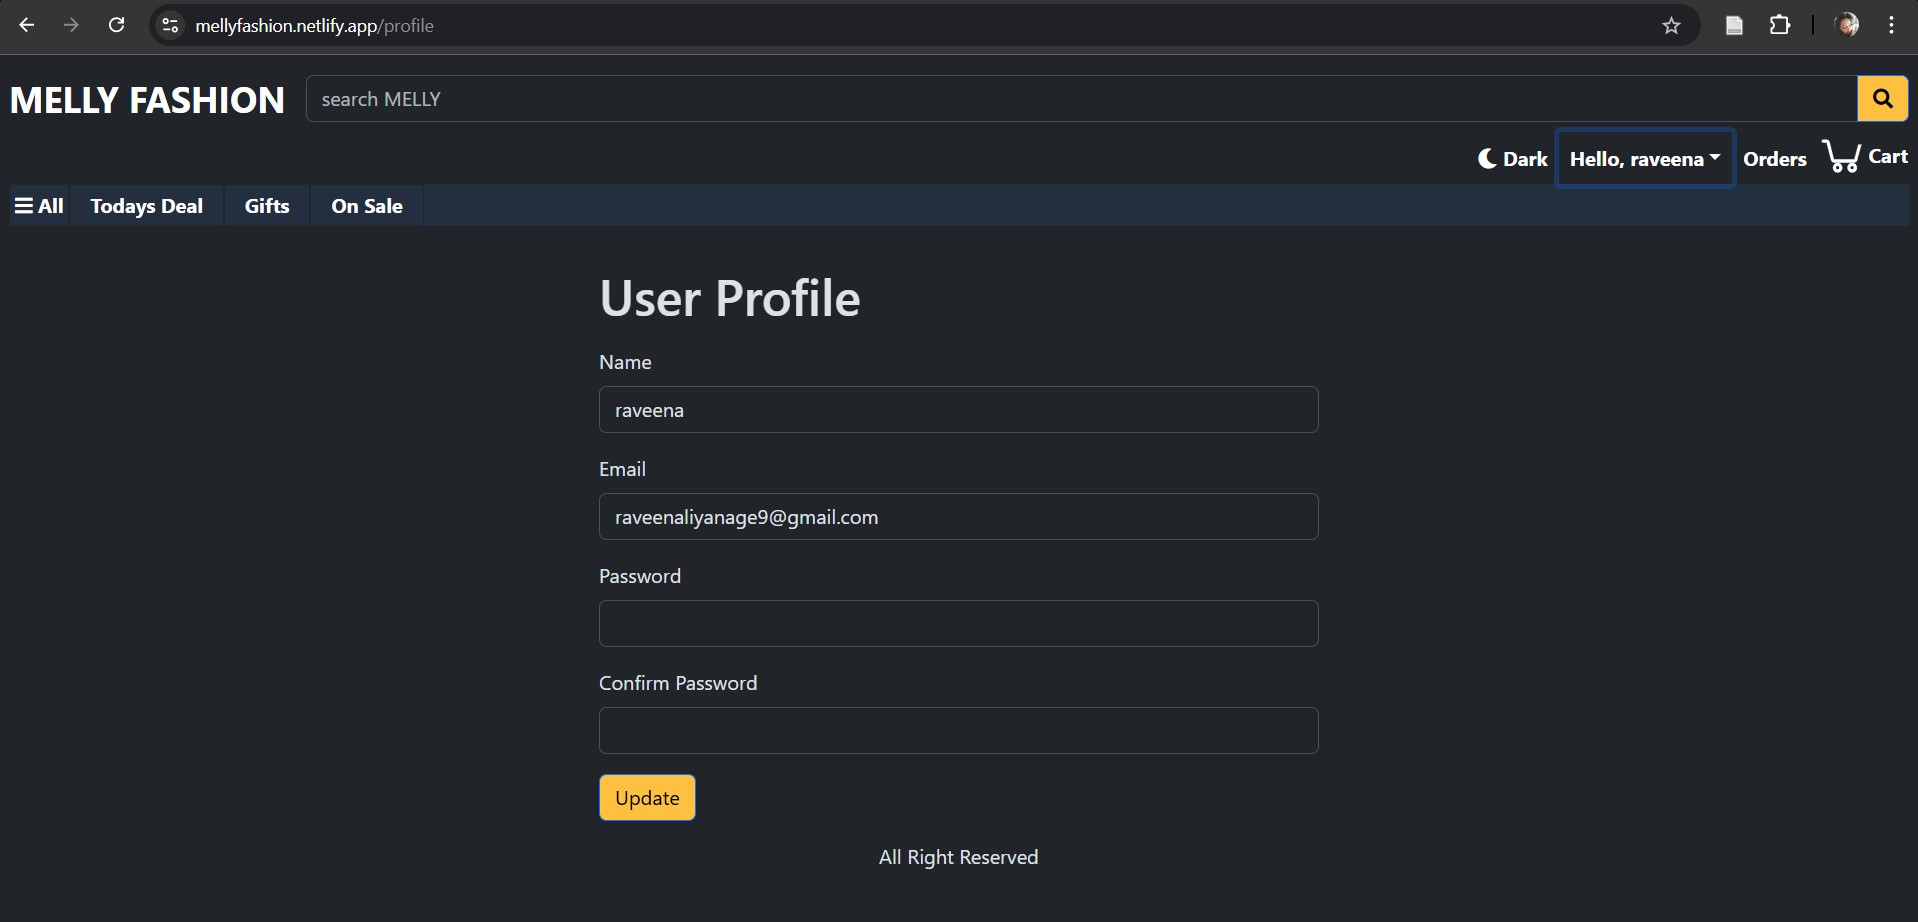 mellyfashion.netlify.app/profile
MELLY FASHION
search MELLY
Dark
Hello, raveena
Orders
Cart
All
Todays Deal
Gifts
On Sale
User Profile
Name
raveena
Email
raveenaliyanage9@gmail.com
Password
Confirm Password
Update
All Right Reserved